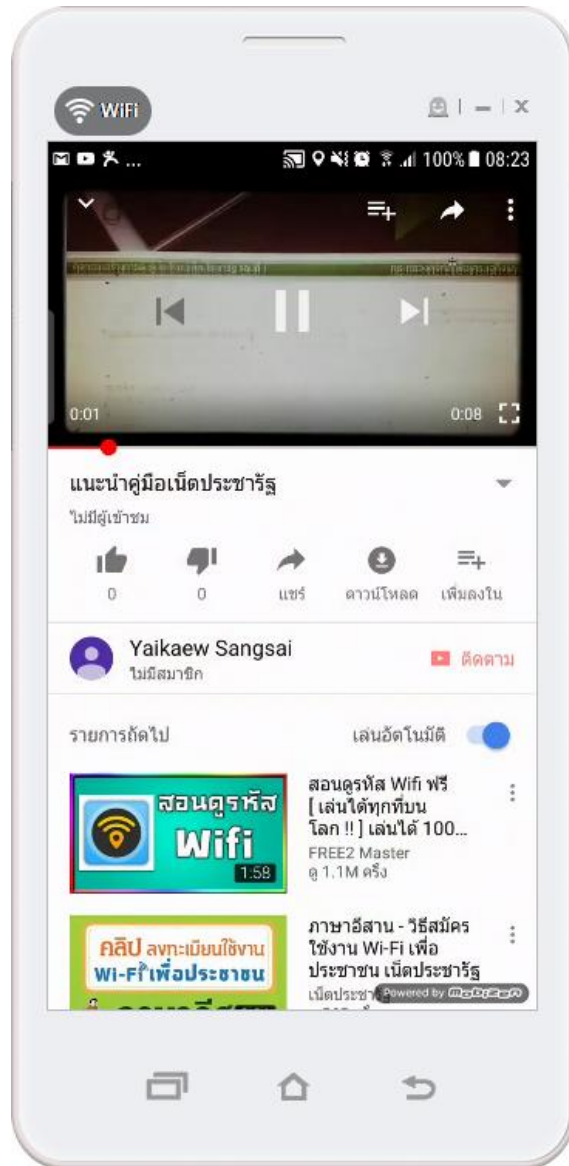 WiFi
... 100% 08:23
0:01 0:08
แนะนำคู่มือเน็ตประชารัฐ
ไม่มีผู้เข้าชม
0 0 แชร์ ดาวน์โหลด เพิ่มลงใน
Yaikaew Sangsai
ไม่มีสมาชิก
ติดตาม
รายการถัดไป เล่นอัตโนมัติ
สอนดูรหัส
Wifi
1:58
สอนดูรหัส Wifi ฟรี
[ เล่นได้ทุกที่บน
โลก !! ] เล่นได้ 100...
FREE2 Master
ดู 1.1M ครั้ง
คลิป ลงทะเบียนใช้งาน
Wi-Fi เพื่อประชาชน
ภาษาอีสาน - วิธีสมัคร
ใช้งาน Wi-Fi เพื่อ
ประชาชน เน็ตประชารัฐ
Powered by Mobizen